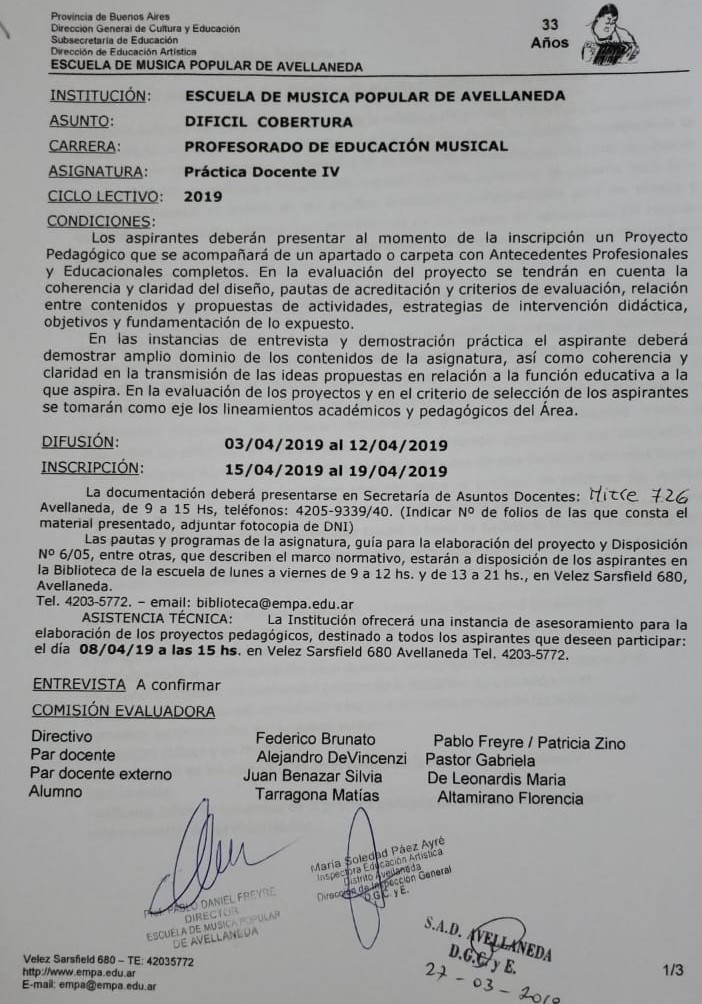 Provincia de Buenos Aires
Dirección General de Cultura y Educación
Subsecretaria de Educación
Dirección de Educación Artística
ESCUELA DE MUSICA POPULAR DE AVELLANEDA
33
Años
INSTITUCIÓN: ESCUELA DE MUSICA POPULAR DE AVELLANEDA
ASUNTO: DIFICIL COBERTURA
CARRERA: PROFESORADO DE EDUCACIÓN MUSICAL
ASIGNATURA: Práctica Docente IV
CICLO LECTIVO: 2019
CONDICIONES:
Los aspirantes deberán presentar al momento de la inscripción un Proyecto
Pedagógico que se acompañará de un apartado o carpeta con Antecedentes Profesionales
y Educacionales completos. En la evaluación del proyecto se tendrán en cuenta la
coherencia y claridad del diseño, pautas de acreditación y criterios de evaluación, relación
entre contenidos y propuestas de actividades, estrategias de intervención didáctica,
objetivos y fundamentación de lo expuesto.
En las instancias de entrevista y demostración práctica el aspirante deberá
demostrar amplio dominio de los contenidos de la asignatura, así como coherencia y
claridad en la transmisión de las ideas propuestas en relación a la función educativa a la
que aspira. En la evaluación de los proyectos y en el criterio de selección de los aspirantes
se tomarán como eje los lineamientos académicos y pedagógicos del Área.
DIFUSIÓN: 03/04/2019 al 12/04/2019
INSCRIPCIÓN: 15/04/2019 al 19/04/2019
La documentación deberá presentarse en Secretaría de Asuntos Docentes: Mitre 726
Avellaneda, de 9 a 15 Hs, teléfonos: 4205-9339/40. (Indicar Nº de folios de las que consta el
material presentado, adjuntar fotocopia de DNI)
Las pautas y programas de la asignatura, guía para la elaboración del proyecto y Disposición
Nº 6/05, entre otras, que describen el marco normativo, estarán a disposición de los aspirantes en
la Biblioteca de la escuela de lunes a viernes de 9 a 12 hs. y de 13 a 21 hs., en Velez Sarsfield 680,
Avellaneda.
Tel. 4203-5772. – email: biblioteca@empa.edu.ar
ASISTENCIA TÉCNICA: La Institución ofrecerá una instancia de asesoramiento para la
elaboración de los proyectos pedagógicos, destinado a todos los aspirantes que deseen participar:
el día 08/04/19 a las 15 hs. en Velez Sarsfield 680 Avellaneda Tel. 4203-5772.
ENTREVISTA A confirmar
COMISIÓN EVALUADORA
Directivo Federico Brunato Pablo Freyre / Patricia Zino
Par docente Alejandro DeVincenzi Pastor Gabriela
Par docente externo Juan Benazar Silvia De Leonardis Maria
Alumno Tarragona Matías Altamirano Florencia
Prof. PABLO DANIEL FREYRE
DIRECTOR
ESCUELA DE MUSICA POPULAR
DE AVELLANEDA
María Soledad Páez Ayré
Inspectora Educación Artística
Distrito Avellaneda
Dirección de Inspección General
D.G.C. y E.
S.A.D. AVELLANEDA
D.G.C. y E.
27-03-2019
Velez Sarsfield 680 – TE: 42035772
http://www.empa.edu.ar
E-mail: empa@empa.edu.ar
1/3